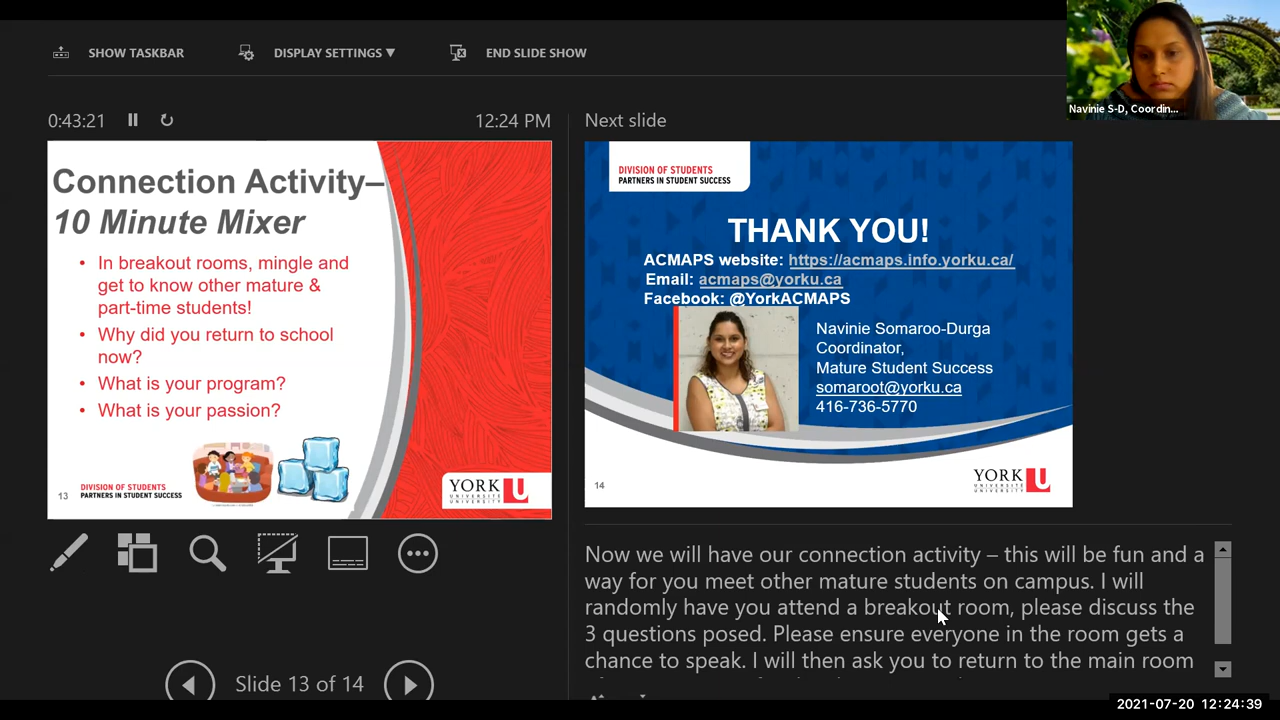 SHOW TASKBAR
DISPLAY SETTINGS ▼
END SLIDE SHOW
Navinie S-D, Coordin...
0:43:21
12:24 PM
Connection Activity–
10 Minute Mixer
• In breakout rooms, mingle and
get to know other mature &
part-time students!
• Why did you return to school
now?
• What is your program?
• What is your passion?
13
DIVISION OF STUDENTS
PARTNERS IN STUDENT SUCCESS
YORK U
UNIVERSITÉ
UNIVERSITY
Slide 13 of 14
Next slide
DIVISION OF STUDENTS
PARTNERS IN STUDENT SUCCESS
THANK YOU!
ACMAPS website: https://acmaps.info.yorku.ca/
Email: acmaps@yorku.ca
Facebook: @YorkACMAPS
Navinie Somaroo-Durga
Coordinator,
Mature Student Success
somaroot@yorku.ca
416-736-5770
14
YORK U
UNIVERSITÉ
UNIVERSITY
Now we will have our connection activity – this will be fun and a
way for you meet other mature students on campus. I will
randomly have you attend a breakout room, please discuss the
3 questions posed. Please ensure everyone in the room gets a
chance to speak. I will then ask you to return to the main room
2021-07-20 12:24:39